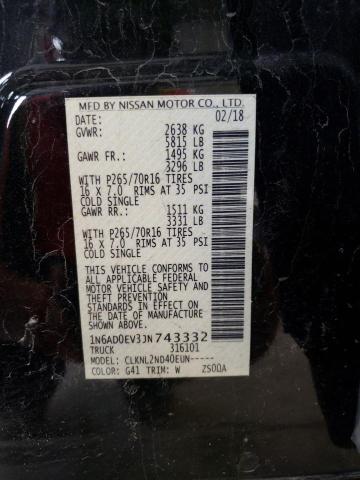 MFD BY NISSAN MOTOR CO., LTD.
DATE: 02/18
GVWR: 2638 KG
5815 LB
GAWR FR: 1495 KG
3296 LB
WITH P265/70R16 TIRES
16 X 7.0 RIMS AT 35 PSI
COLD SINGLE
GAWR RR: 1511 KG
3331 LB
WITH P265/70R16 TIRES
16 X 7.0 RIMS AT 35 PSI
COLD SINGLE
THIS VEHICLE CONFORMS TO
ALL APPLICABLE FEDERAL
MOTOR VEHICLE SAFETY
STANDARDS IN EFFECT ON
THE DATE OF MANUFACTURE
SHOWN ABOVE.
1N6AD0EV3JN743332
TRUCK 316101
MODEL: CLKNL2ND40EUN-----
COLOR: G41 TRIM: W ZS00A